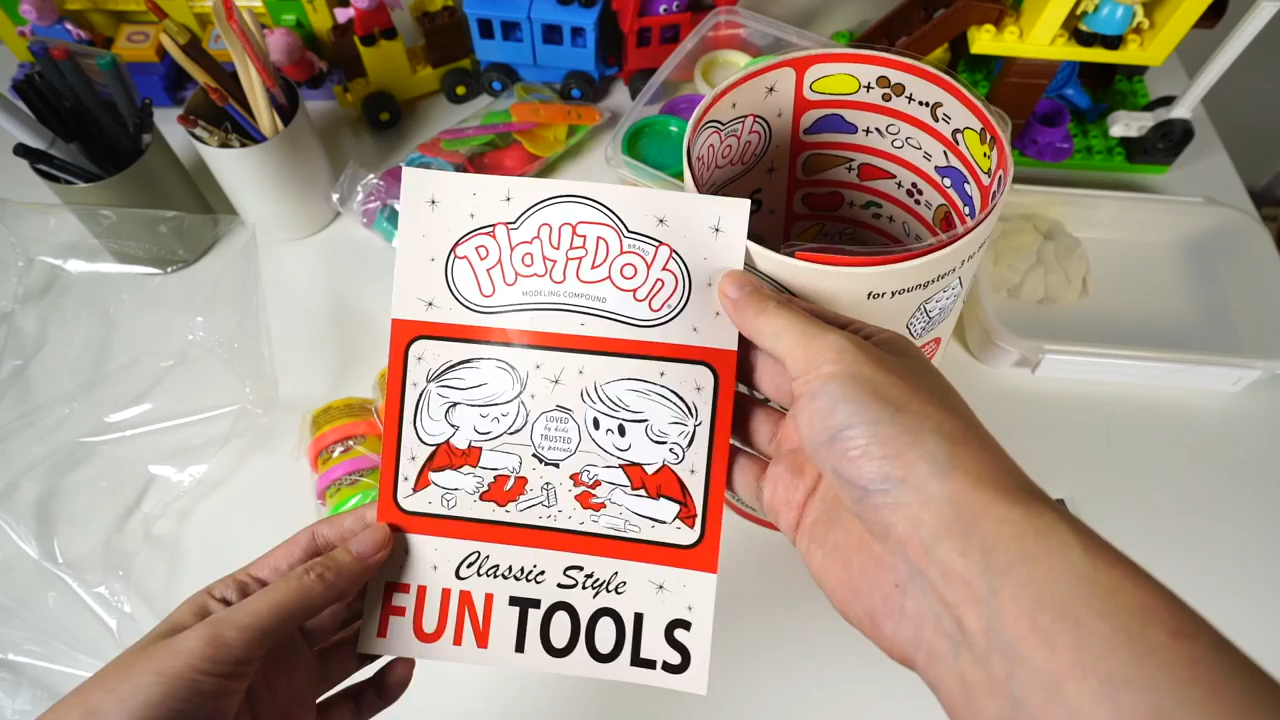 Play-Doh
BRAND
MODELING COMPOUND
LOVED
by kids
TRUSTED
by parents
Classic Style
FUN TOOLS
Doh
BRAND
for youngsters 3 to